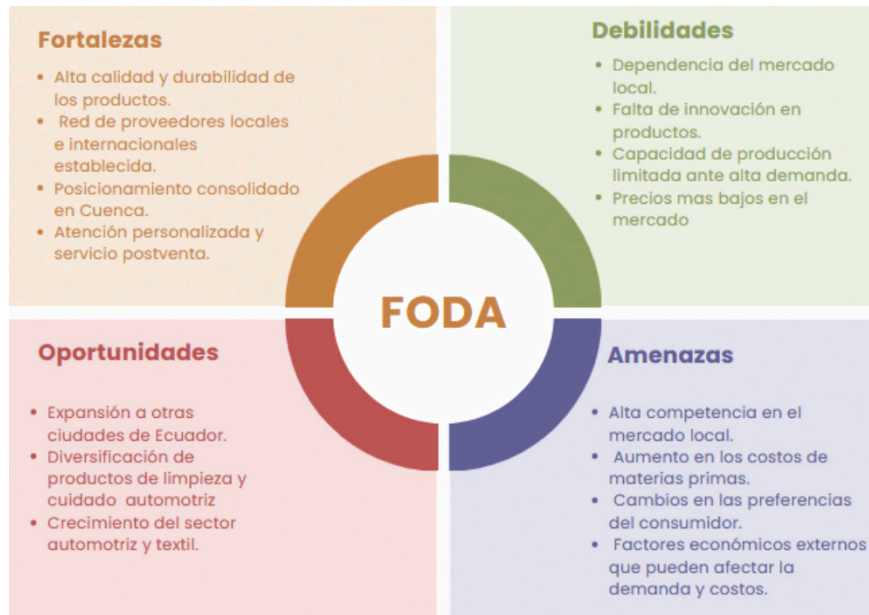 Fortalezas
• Alta calidad y durabilidad de
los productos.
• Red de proveedores locales
e internacionales
establecida.
• Posicionamiento consolidado
en Cuenca.
• Atención personalizada y
servicio postventa.
Debilidades
• Dependencia del mercado
local.
• Falta de innovación en
productos.
• Capacidad de producción
limitada ante alta demanda.
• Precios mas bajos en el
mercado
FODA
Oportunidades
• Expansión a otras
ciudades de Ecuador.
• Diversificación de
productos de limpieza y
cuidado automotriz
• Crecimiento del sector
automotriz y textil.
Amenazas
• Alta competencia en el
mercado local.
• Aumento en los costos de
materias primas.
• Cambios en las preferencias
del consumidor.
• Factores económicos externos
que pueden afectar la
demanda y costos.